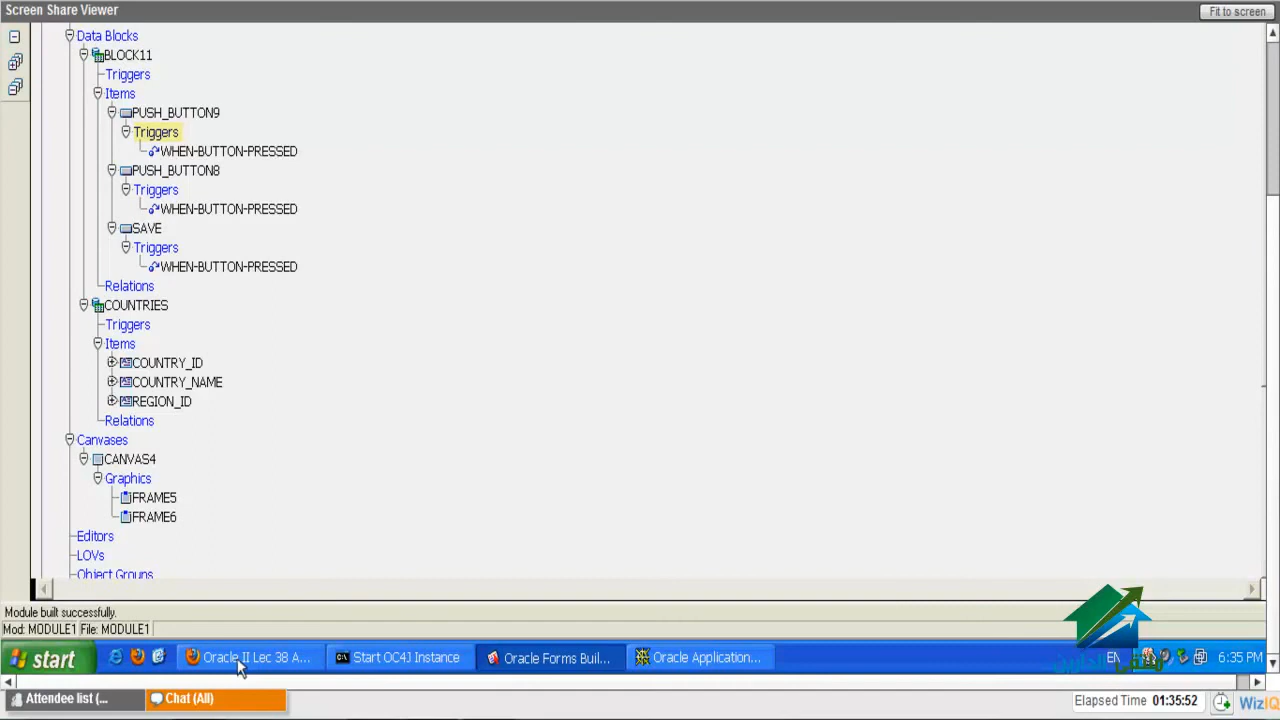 Screen Share Viewer
Fit to screen
Data Blocks
BLOCK11
Triggers
Items
PUSH_BUTTON9
Triggers
WHEN-BUTTON-PRESSED
PUSH_BUTTON8
Triggers
WHEN-BUTTON-PRESSED
SAVE
Triggers
WHEN-BUTTON-PRESSED
Relations
COUNTRIES
Triggers
Items
COUNTRY_ID
COUNTRY_NAME
REGION_ID
Relations
Canvases
CANVAS4
Graphics
FRAME5
FRAME6
Editors
LOVs
Object Groups
Module built successfully.
Mod: MODULE1 File: MODULE1
start Oracle II Lec 38 A... Start OC4J Instance Oracle Forms Buil... Oracle Application... EN 6:35 PM
Attendee list (... Chat (All) Elapsed Time 01:35:52 WizIQ